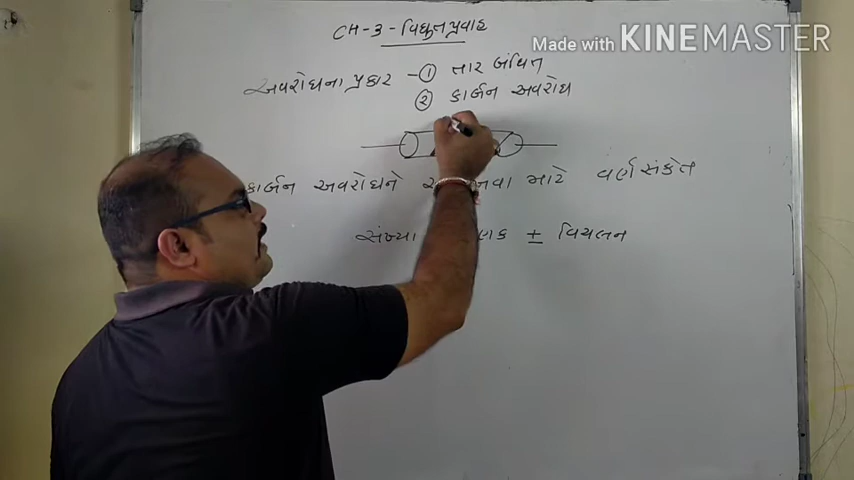 CH-3-વિદ્યુતપ્રવાહ
Made with KINEMASTER
અવરોધના પ્રકાર - ① તાર બંધિત
② કાર્બન અવરોધ
કાર્બન અવરોધને માટે વર્ણસંકેત
સંખ્યા ± વિચલન